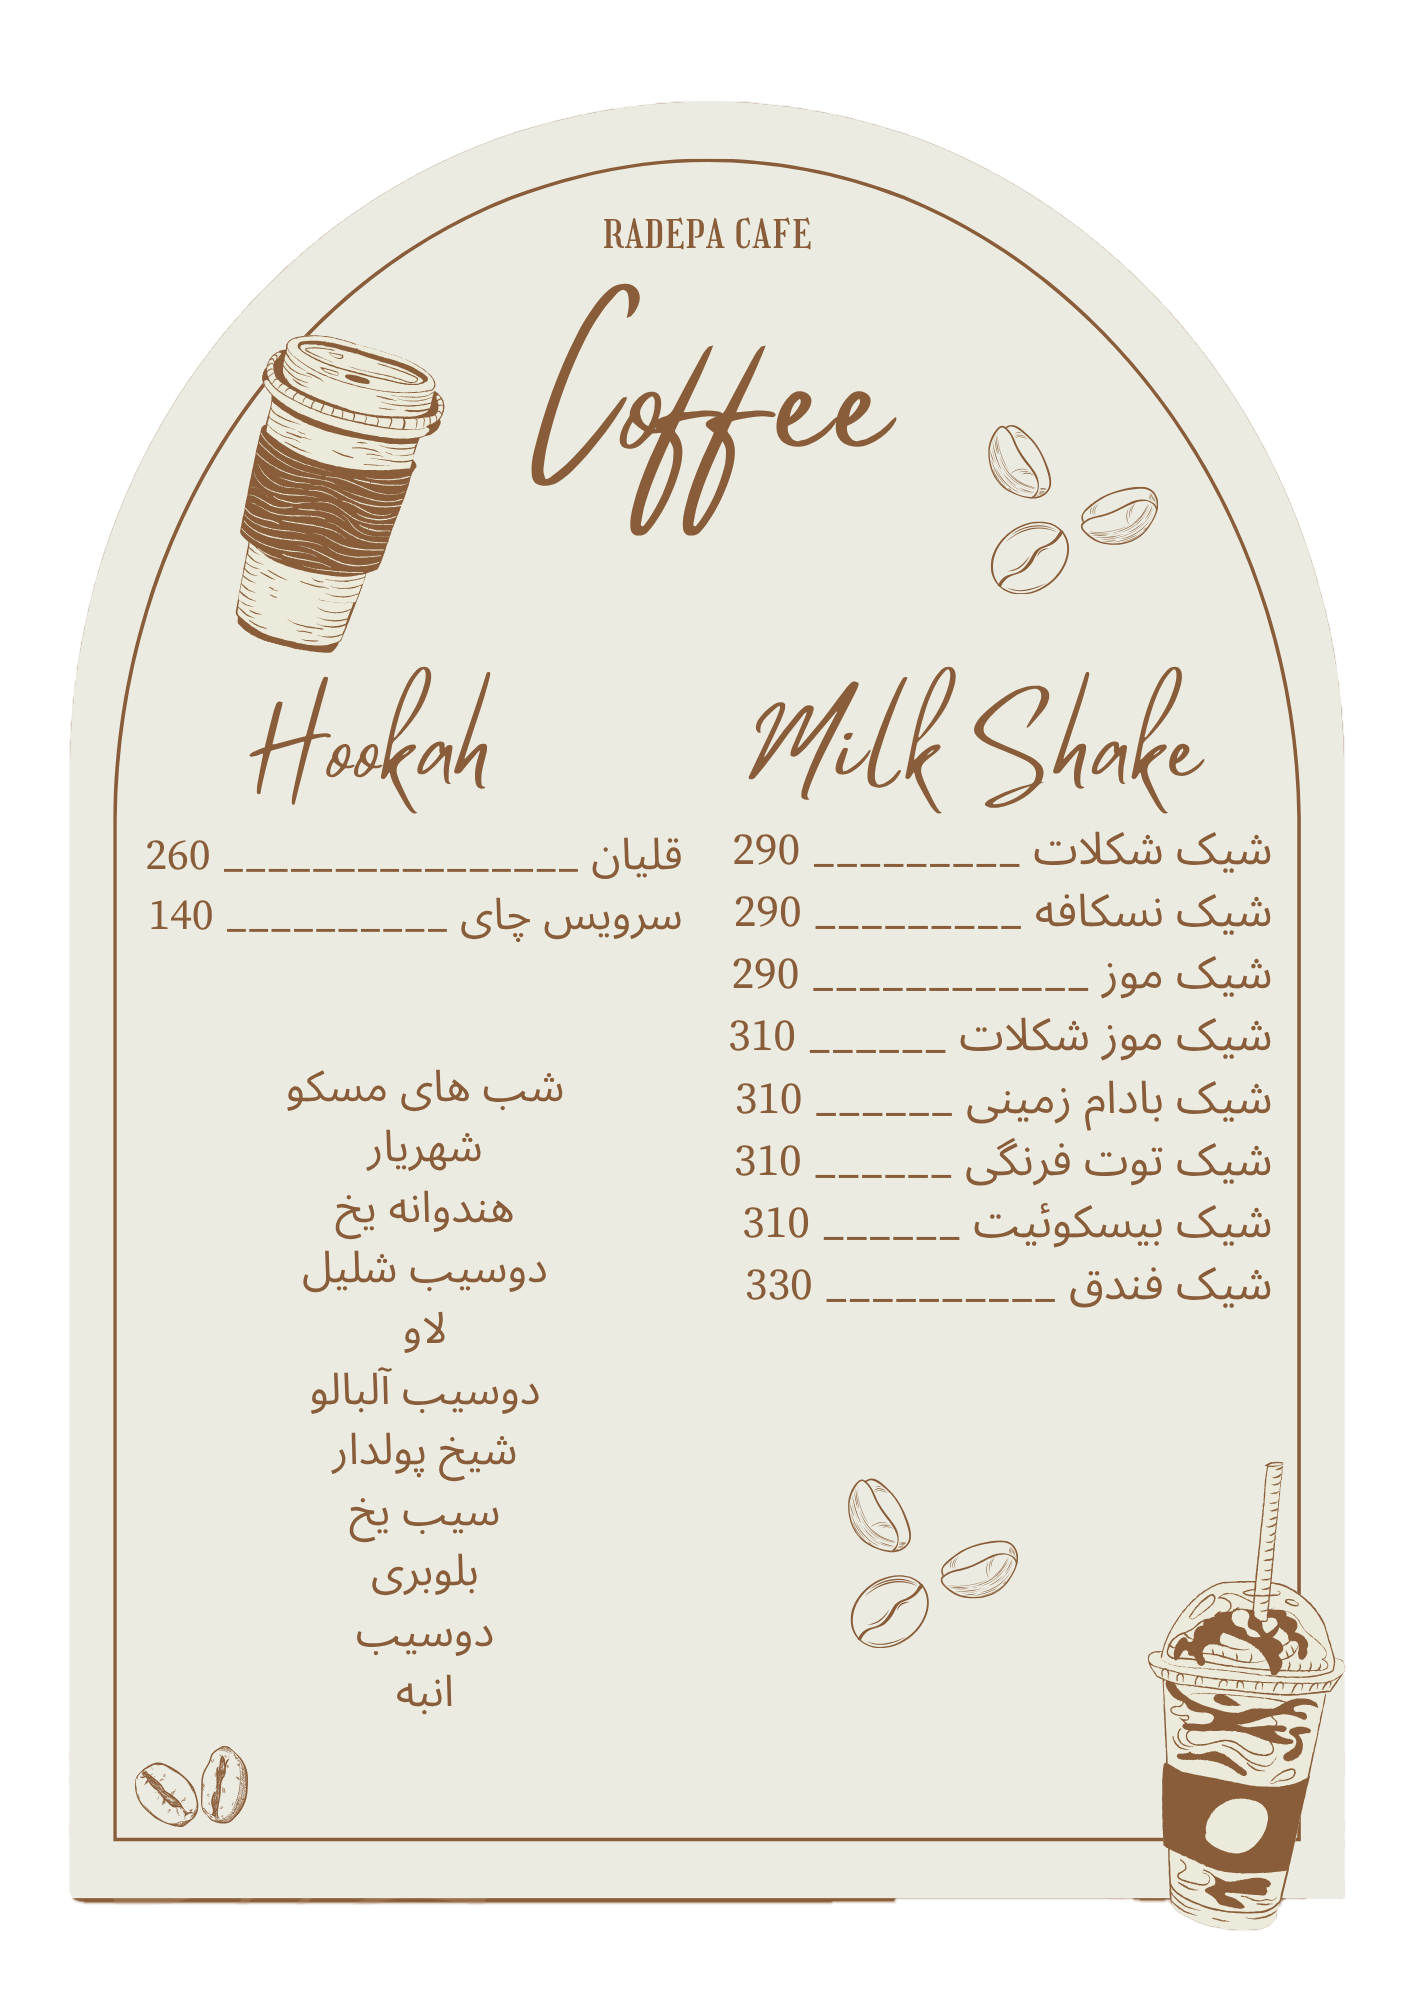 RADEPA CAFE
Coffee
Hookah
قلیان _______________ 260
سرویس چای __________ 140
شب های مسکو
شهریار
هندوانه یخ
دوسیب شلیل
لاو
دوسیب آلبالو
شیخ پولدار
سیب یخ
بلوبری
دوسیب
انبه
Milk Shake
شیک شکلات _________ 290
شیک نسکافه _________ 290
شیک موز ____________ 290
شیک موز شکلات ______ 310
شیک بادام زمینی ______ 310
شیک توت فرنگی ______ 310
شیک بیسکوئیت ______ 310
شیک فندق __________ 330